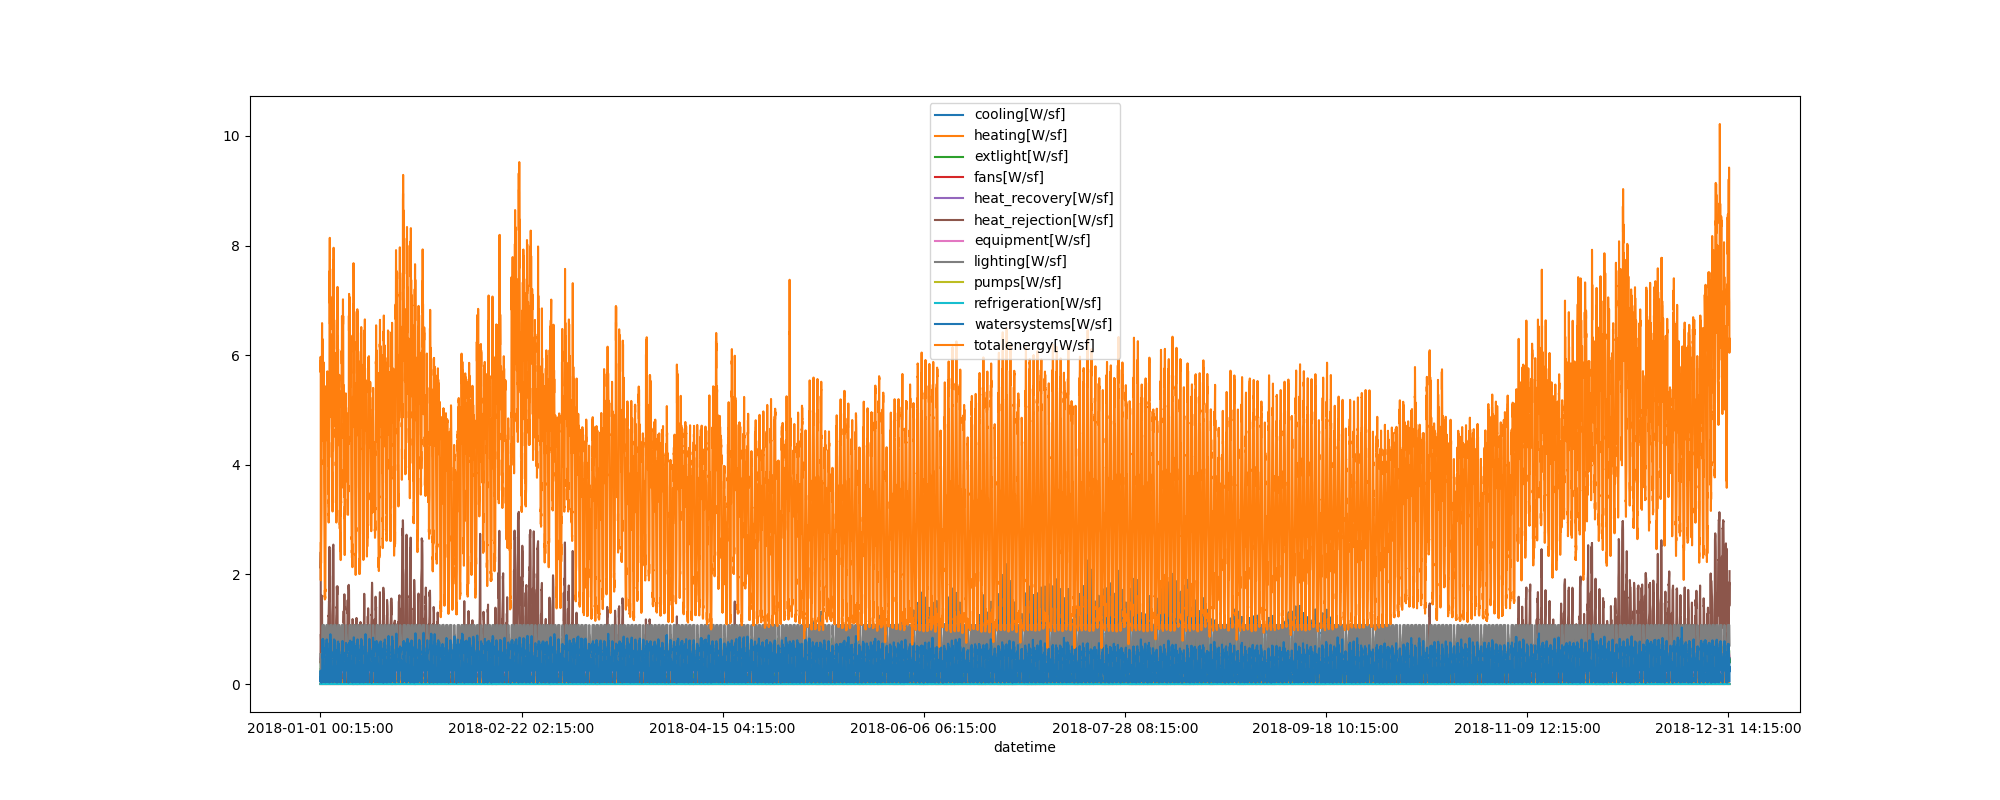 10
8
6
4
2
0
cooling[W/sf]
heating[W/sf]
extlight[W/sf]
fans[W/sf]
heat_recovery[W/sf]
heat_rejection[W/sf]
equipment[W/sf]
lighting[W/sf]
pumps[W/sf]
refrigeration[W/sf]
watersystems[W/sf]
totalenergy[W/sf]
2018-01-01 00:15:00 2018-02-22 02:15:00 2018-04-15 04:15:00 2018-06-06 06:15:00 2018-07-28 08:15:00 2018-09-18 10:15:00 2018-11-09 12:15:00 2018-12-31 14:15:00
datetime